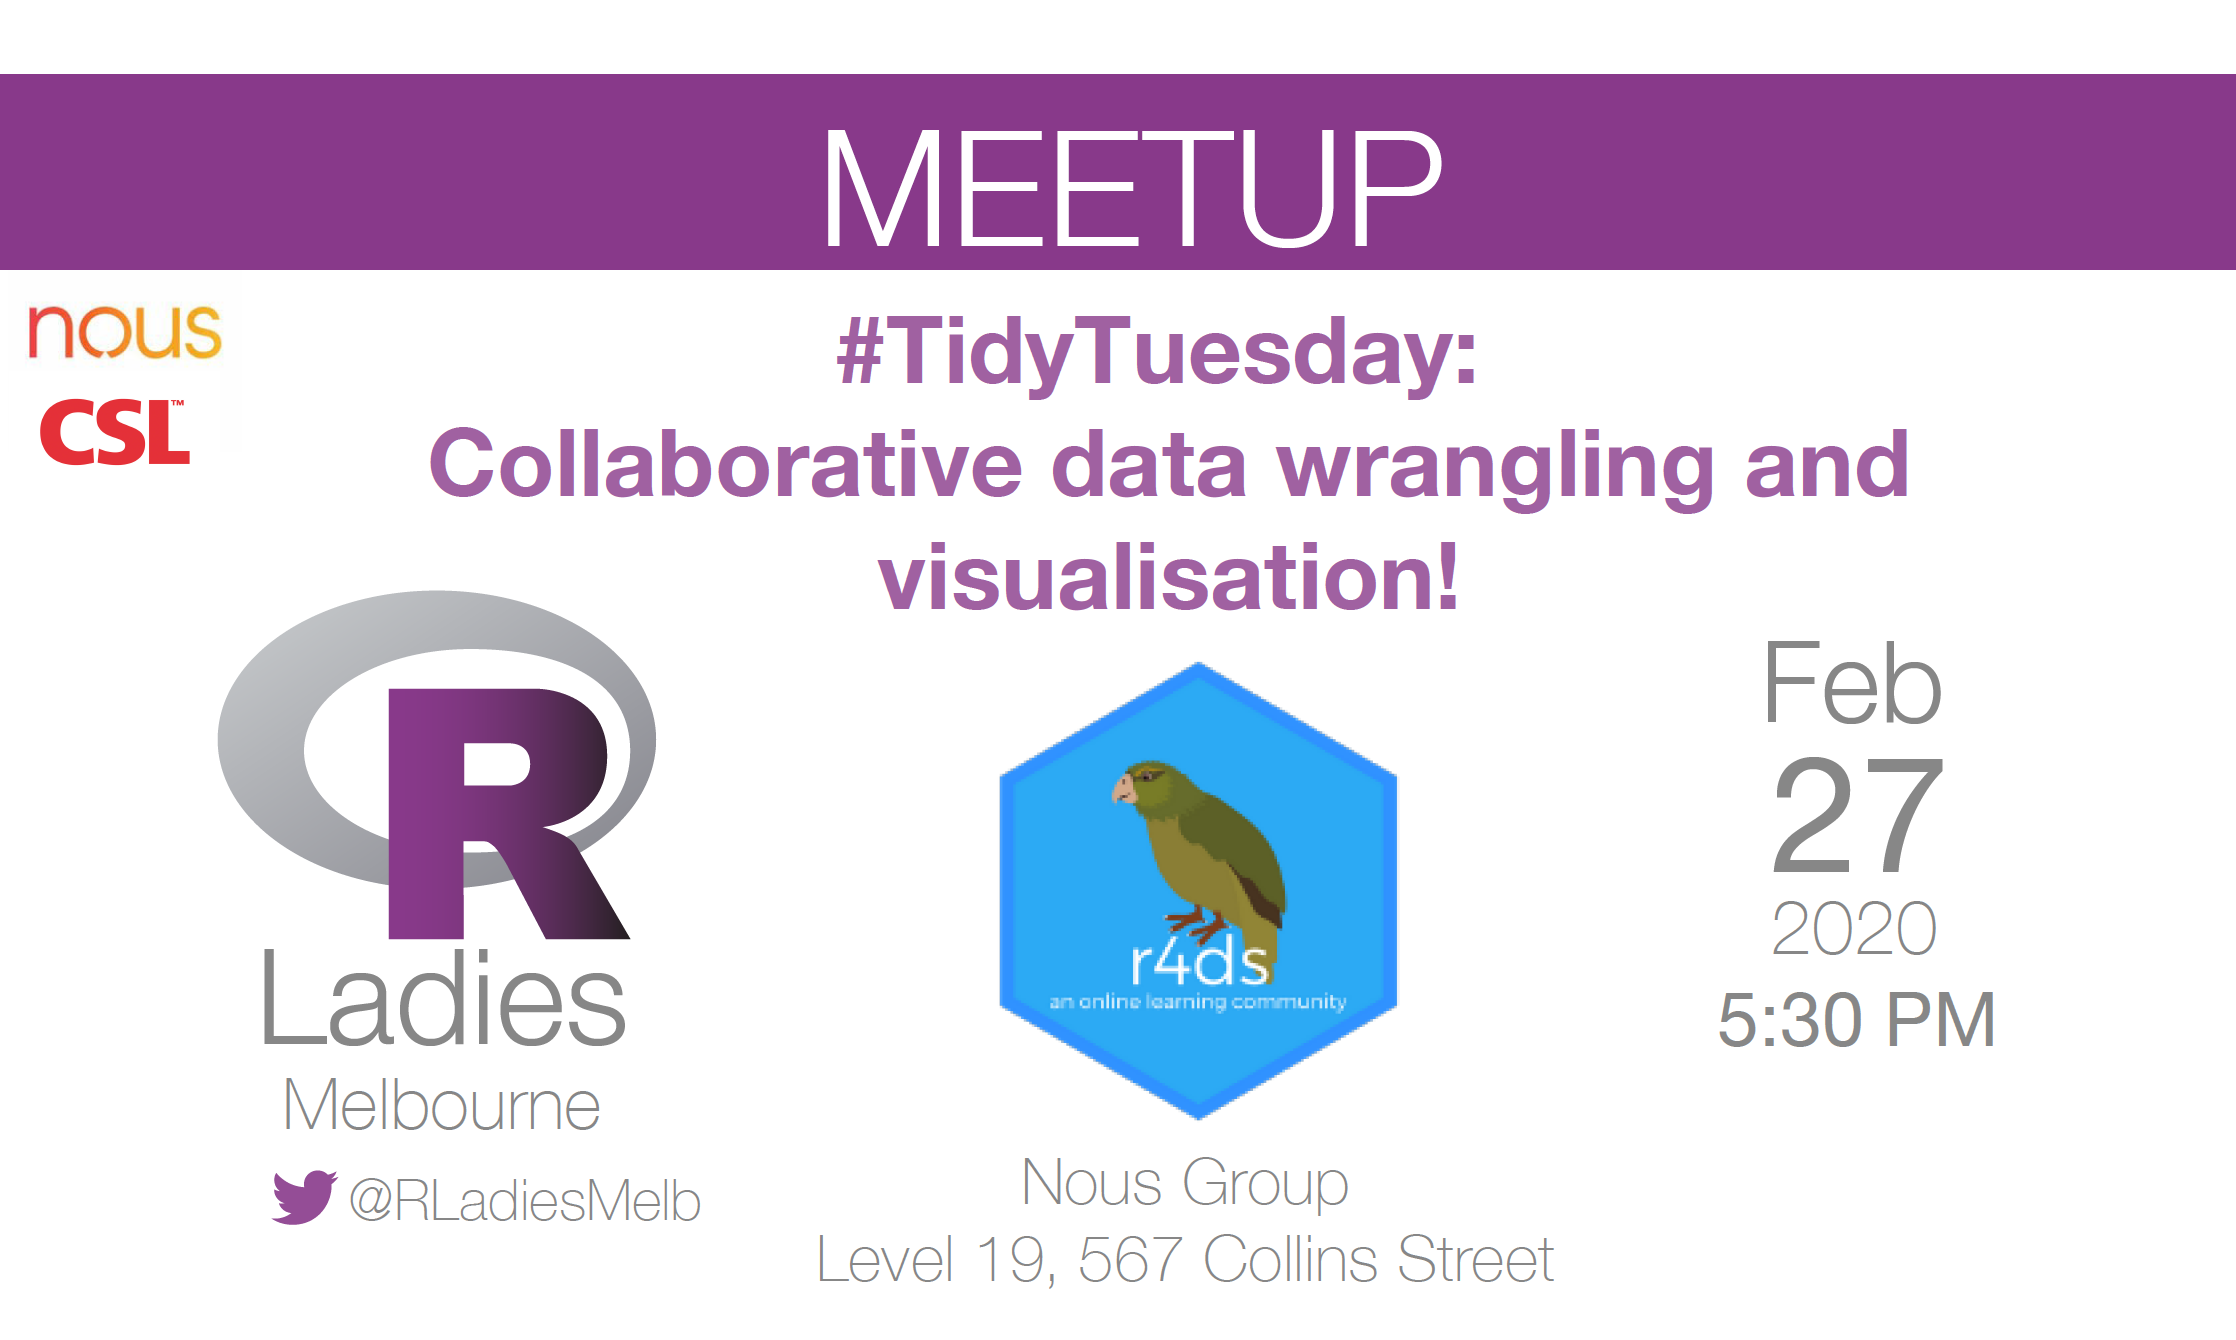 MEETUP
nous
CSL™
#TidyTuesday:
Collaborative data wrangling and
visualisation!
R
Ladies
Melbourne
@RLadiesMelb
r4ds
an online learning community
Nous Group
Level 19, 567 Collins Street
Feb
27
2020
5:30 PM